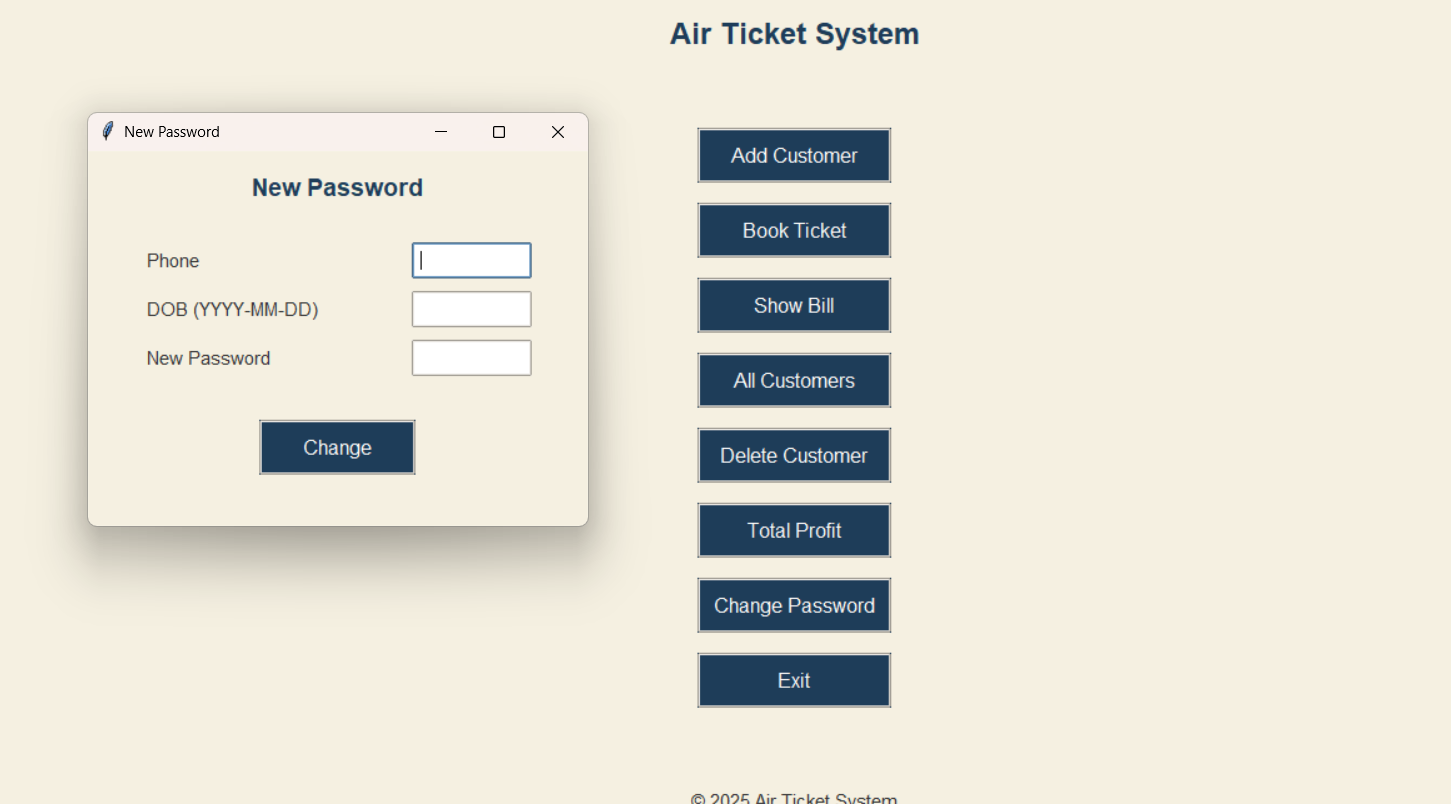 Air Ticket System
New Password
New Password
Phone
DOB (YYYY-MM-DD)
New Password
Change
Add Customer
Book Ticket
Show Bill
All Customers
Delete Customer
Total Profit
Change Password
Exit
© 2025 Air Ticket System